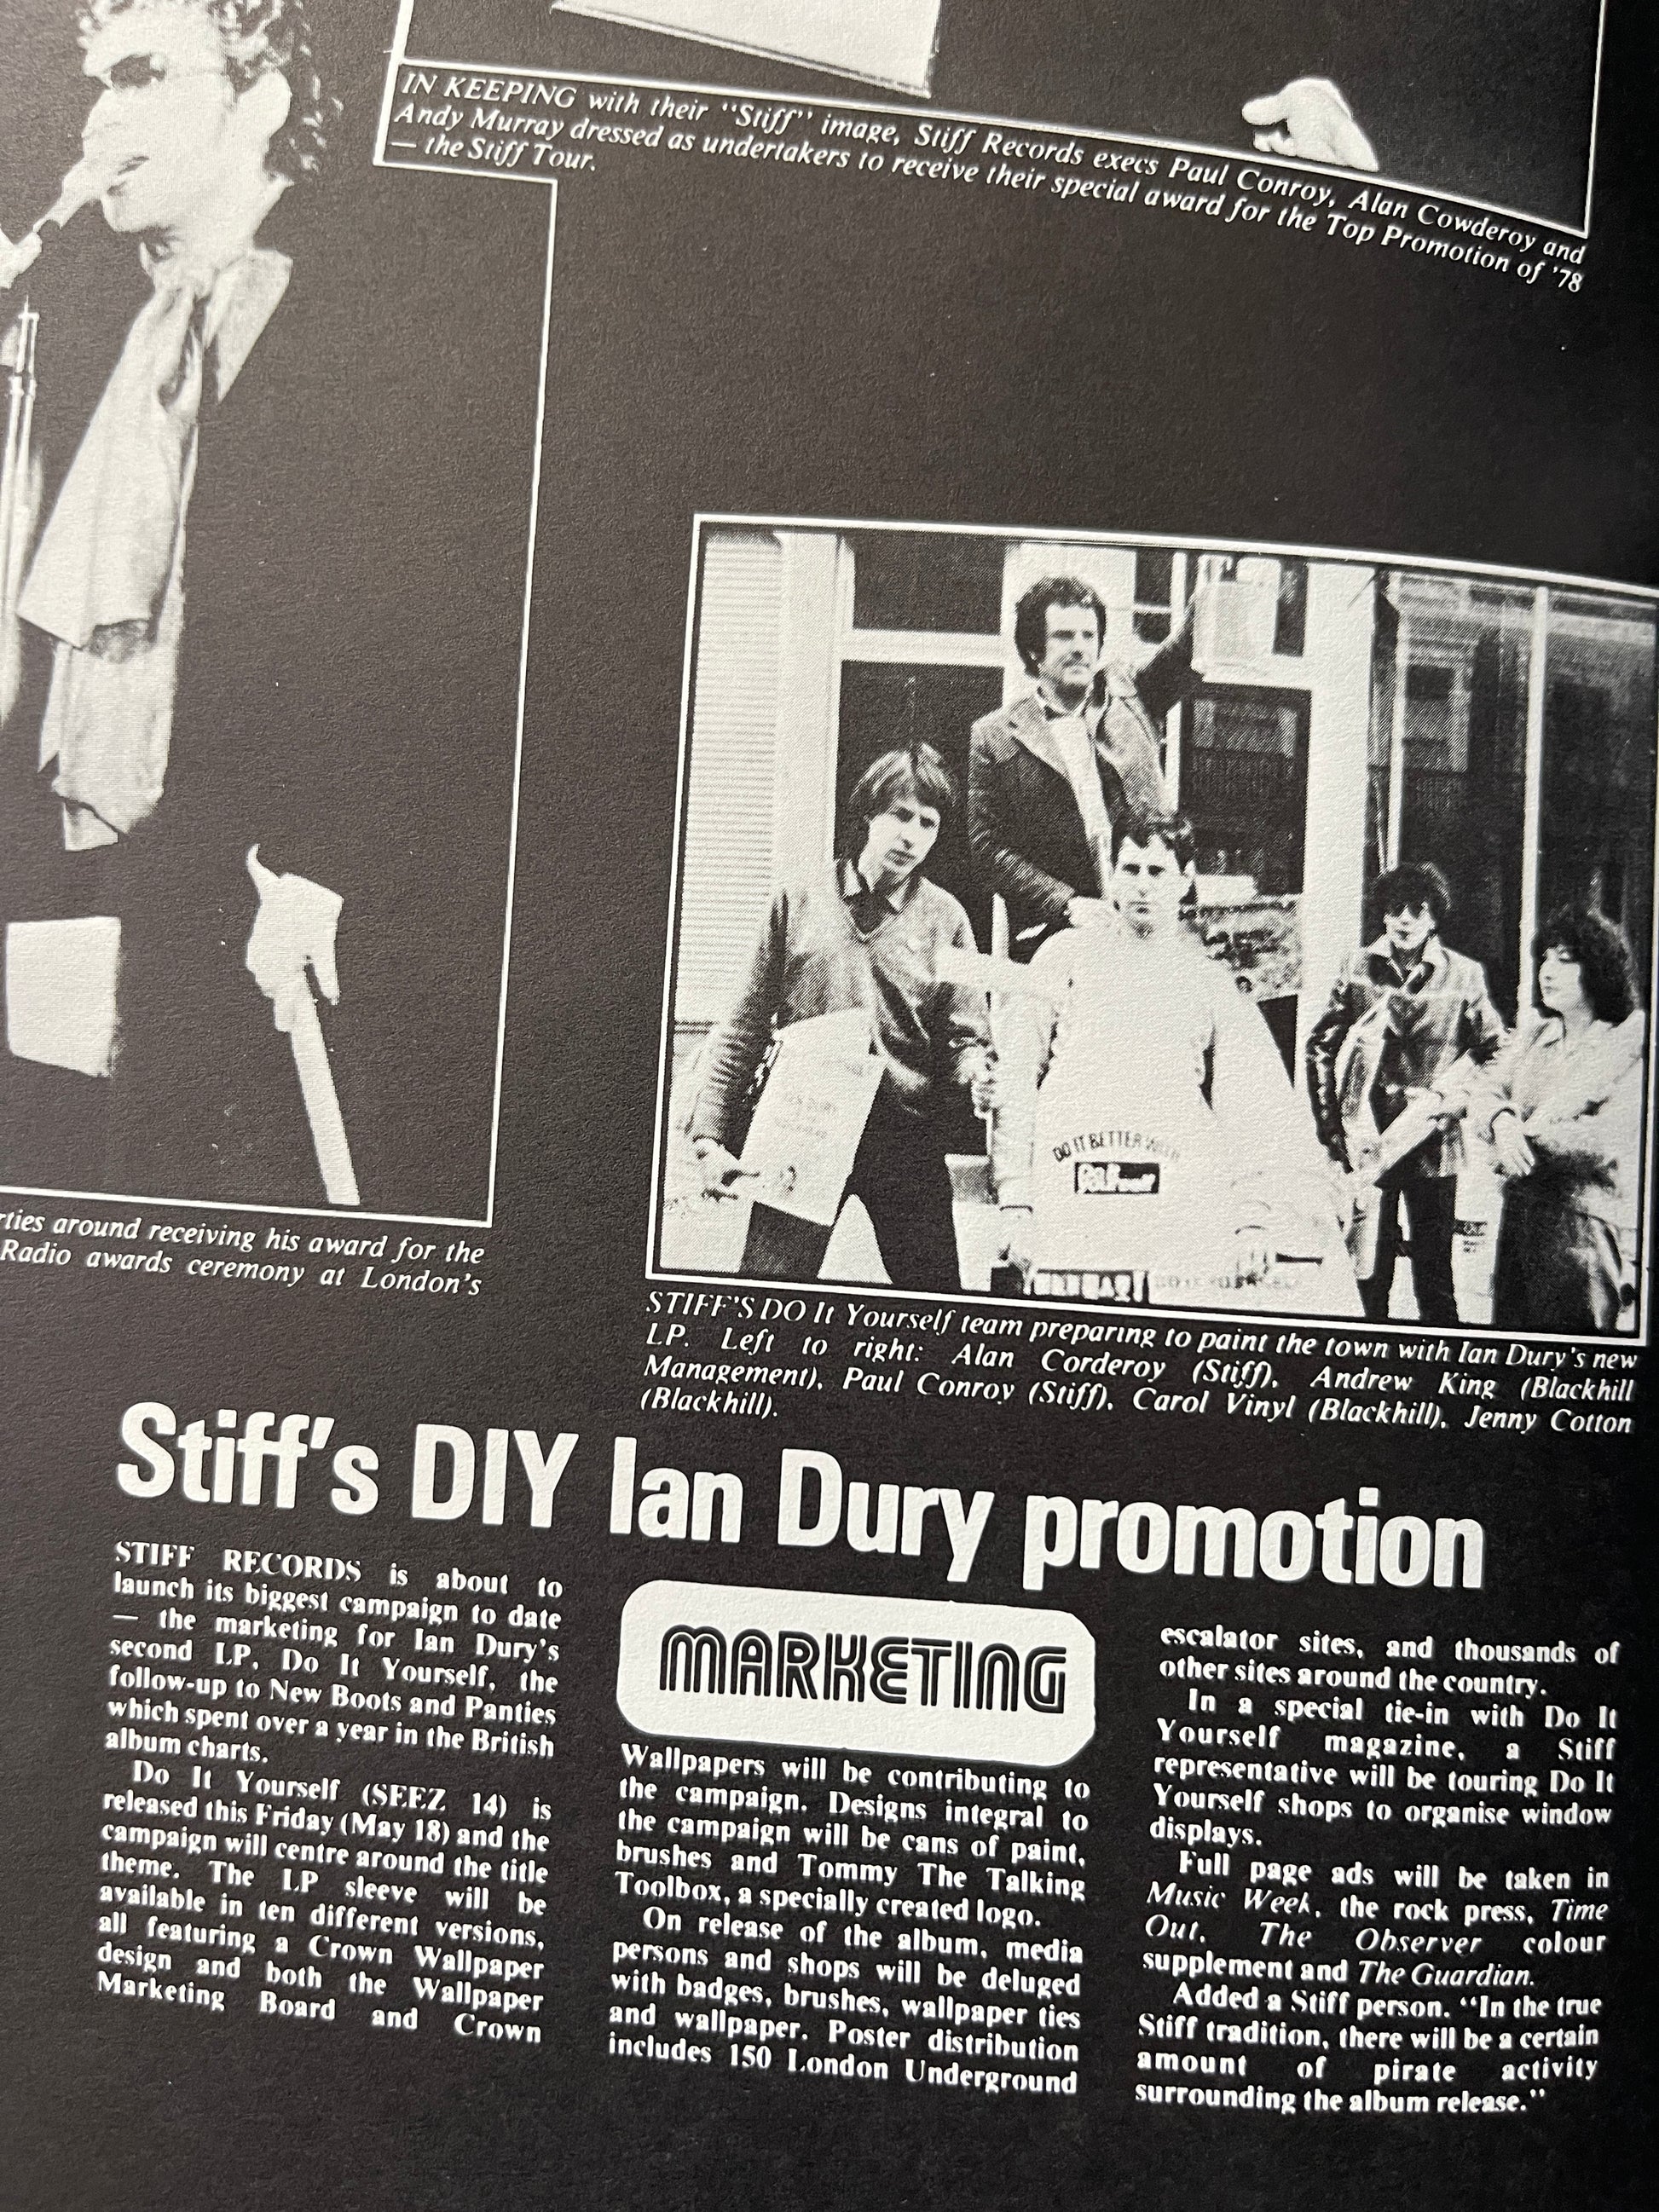 IN KEEPING with their "Stiff" image, Stiff Records execs Paul Conroy, Alan Cowderoy and
Andy Murray dressed as undertakers to receive their special award for the Top Promotion of '78
— the Stiff Tour.
DO IT BETTER WITH
rties around receiving his award for the
Radio awards ceremony at London's
STIFF'S DO It Yourself team preparing to paint the town with Ian Dury's new
LP. Left to right: Alan Corderoy (Stiff), Andrew King (Blackhill
Management), Paul Conroy (Stiff), Carol Vinyl (Blackhill), Jenny Cotton
(Blackhill).
Stiff's DIY Ian Dury promotion
STIFF RECORDS is about to
launch its biggest campaign to date
— the marketing for Ian Dury's
second LP, Do It Yourself, the
follow-up to New Boots and Panties
which spent over a year in the British
album charts.
Do It Yourself (SEEZ 14) is
released this Friday (May 18) and the
campaign will centre around the title
theme. The LP sleeve will be
available in ten different versions,
all featuring a Crown Wallpaper
design and both the Wallpaper
Marketing Board and Crown
MARKETING
Wallpapers will be contributing to
the campaign. Designs integral to
the campaign will be cans of paint,
brushes and Tommy The Talking
Toolbox, a specially created logo.
On release of the album, media
persons and shops will be deluged
with badges, brushes, wallpaper ties
and wallpaper. Poster distribution
includes 150 London Underground
escalator sites, and thousands of
other sites around the country.
In a special tie-in with Do It
Yourself magazine, a Stiff
representative will be touring Do It
Yourself shops to organise window
displays.
Full page ads will be taken in
Music Week, the rock press, Time
Out, The Observer colour
supplement and The Guardian.
Added a Stiff person. "In the true
Stiff tradition, there will be a certain
amount of pirate activity
surrounding the album release."